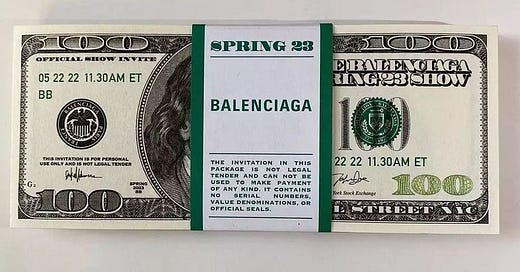 100
100
OFFICIAL SHOW INVITE
05 22 22 11.30AM ET
BB
THIS INVITATION IS FOR PERSONAL
USE ONLY AND IS NOT LEGAL TENDER
G2
SPRING
2023
BB
100
SPRING 23
BALENCIAGA
THE INVITATION IN THIS
PACKAGE IS NOT LEGAL
TENDER AND CAN NOT BE
USED TO MAKE PAYMENT
OF ANY KIND. IT CONTAINS
NO SERIAL NUMBERS,
VALUE DENOMINATIONS, OR
OFFICIAL SEALS.
E BALENCIAGA
RING 23 SHOW
100
22 22 11.30AM ET
York Stock Exchange
100
L STREET NYC